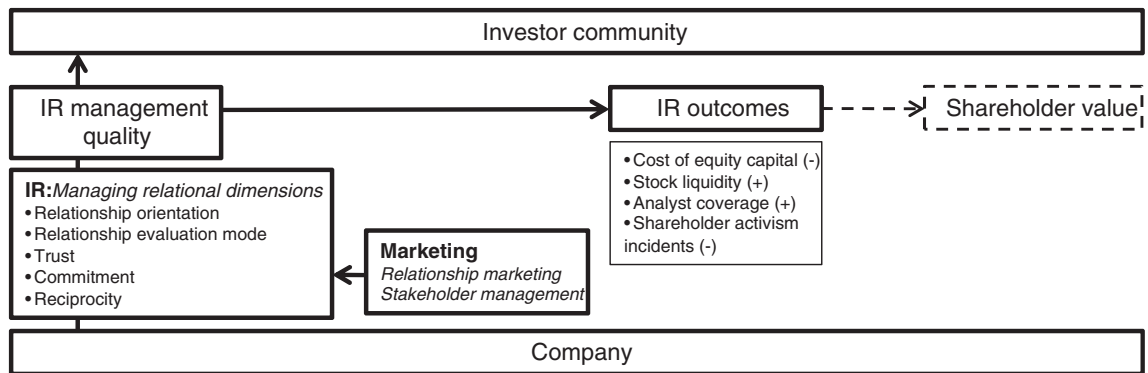 Investor community
IR management
quality
IR outcomes
Shareholder value
•Cost of equity capital (-)
•Stock liquidity (+)
•Analyst coverage (+)
•Shareholder activism
incidents (-)
IR:Managing relational dimensions
•Relationship orientation
•Relationship evaluation mode
•Trust
•Commitment
•Reciprocity
Marketing
Relationship marketing
Stakeholder management
Company